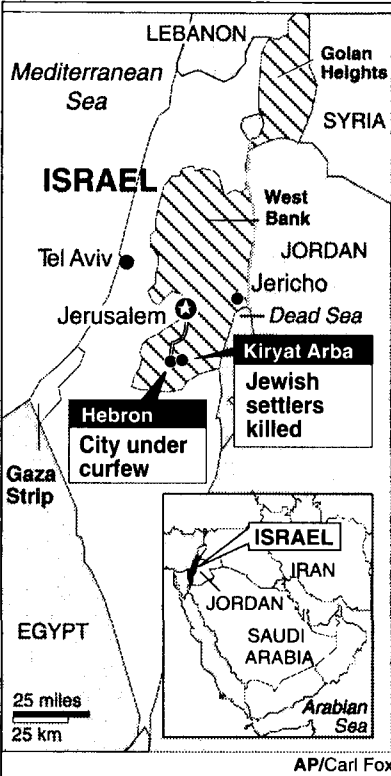 LEBANON
Golan
Heights
Mediterranean
Sea
SYRIA
ISRAEL
West
Bank
JORDAN
Tel Aviv
Jericho
Jerusalem
Dead Sea
Kiryat Arba
Jewish
settlers
killed
Hebron
City under
curfew
Gaza
Strip
ISRAEL
IRAN
JORDAN
SAUDI
ARABIA
EGYPT
Arabian
Sea
25 miles
25 km
AP/Carl Fox